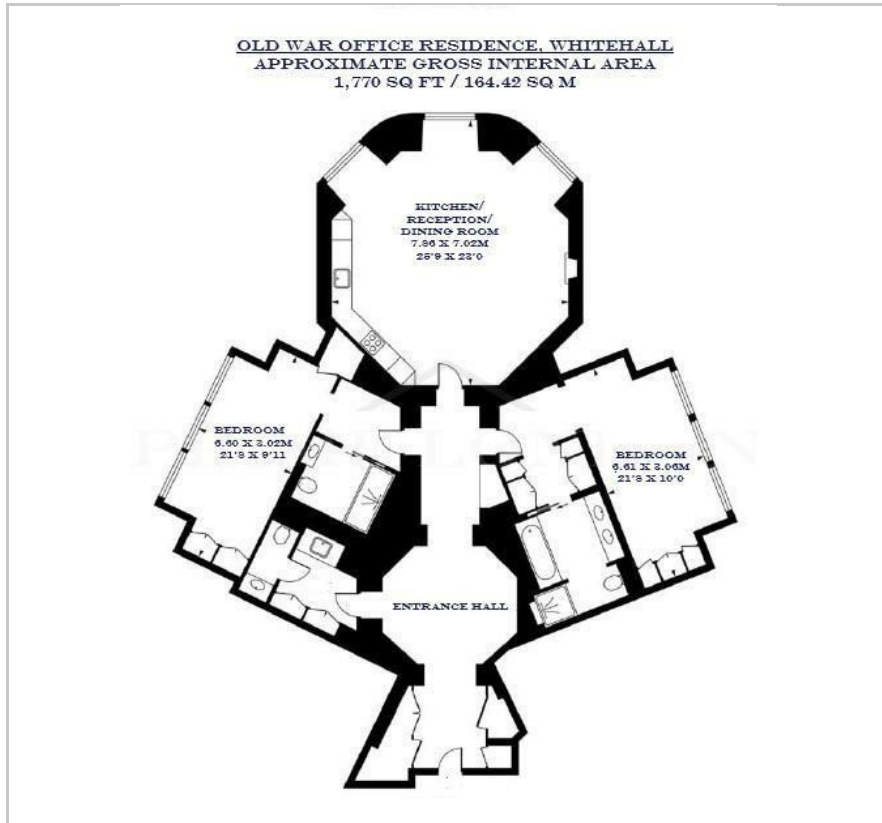 OLD WAR OFFICE RESIDENCE, WHITEHALL
APPROXIMATE GROSS INTERNAL AREA
1,770 SQ FT / 164.42 SQ M
KITCHEN/
RECEPTION/
DINING ROOM
7.86 X 7.02M
25'9 X 23'0
BEDROOM
6.60 X 3.02M
21'8 X 9'11
BEDROOM
6.61 X 3.06M
21'8 X 10'0
ENTRANCE HALL